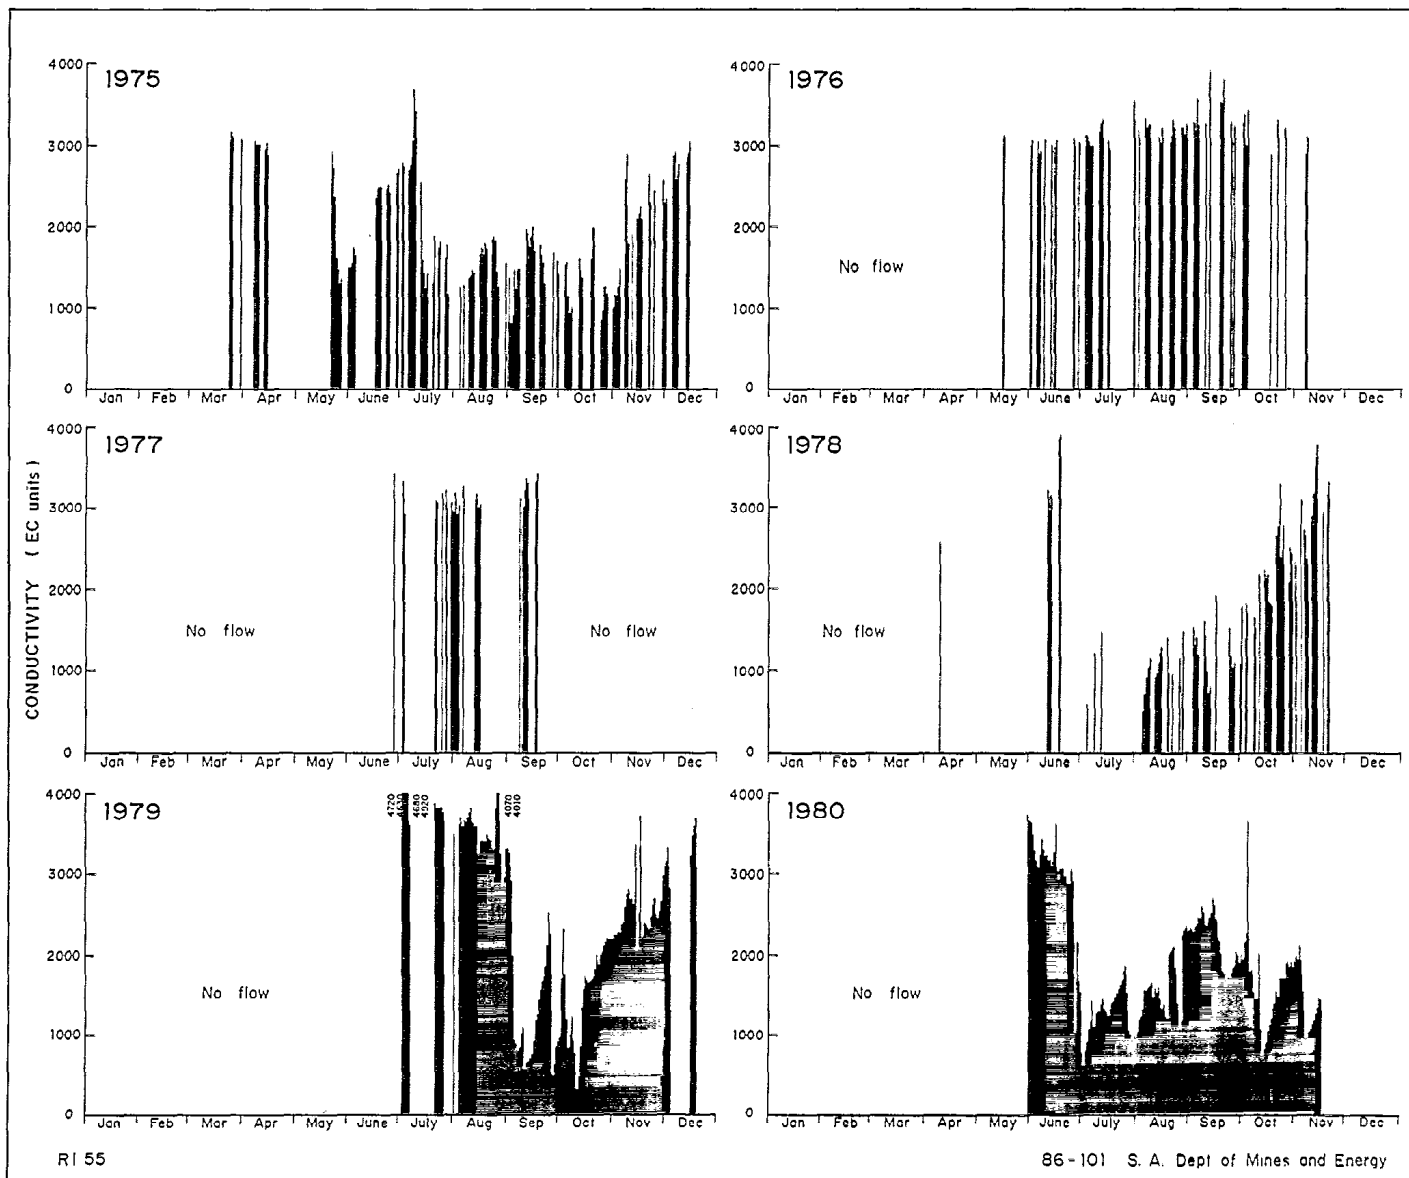 1975
4000
3000
2000
1000
0
Jan Feb Mar Apr May June July Aug Sep Oct Nov Dec
1976
4000
3000
2000
1000
0
No flow
Jan Feb Mar Apr May June July Aug Sep Oct Nov Dec
CONDUCTIVITY (EC units)
1977
4000
3000
2000
1000
0
No flow No flow
Jan Feb Mar Apr May June July Aug Sep Oct Nov Dec
1978
4000
3000
2000
1000
0
No flow
Jan Feb Mar Apr May June July Aug Sep Oct Nov Dec
1979
4000
3000
2000
1000
0
4720
4680
4920
4070
4010
No flow
Jan Feb Mar Apr May June July Aug Sep Oct Nov Dec
1980
4000
3000
2000
1000
0
No flow
Jan Feb Mar Apr May June July Aug Sep Oct Nov Dec
RI 55
86-101 S. A. Dept of Mines and Energy